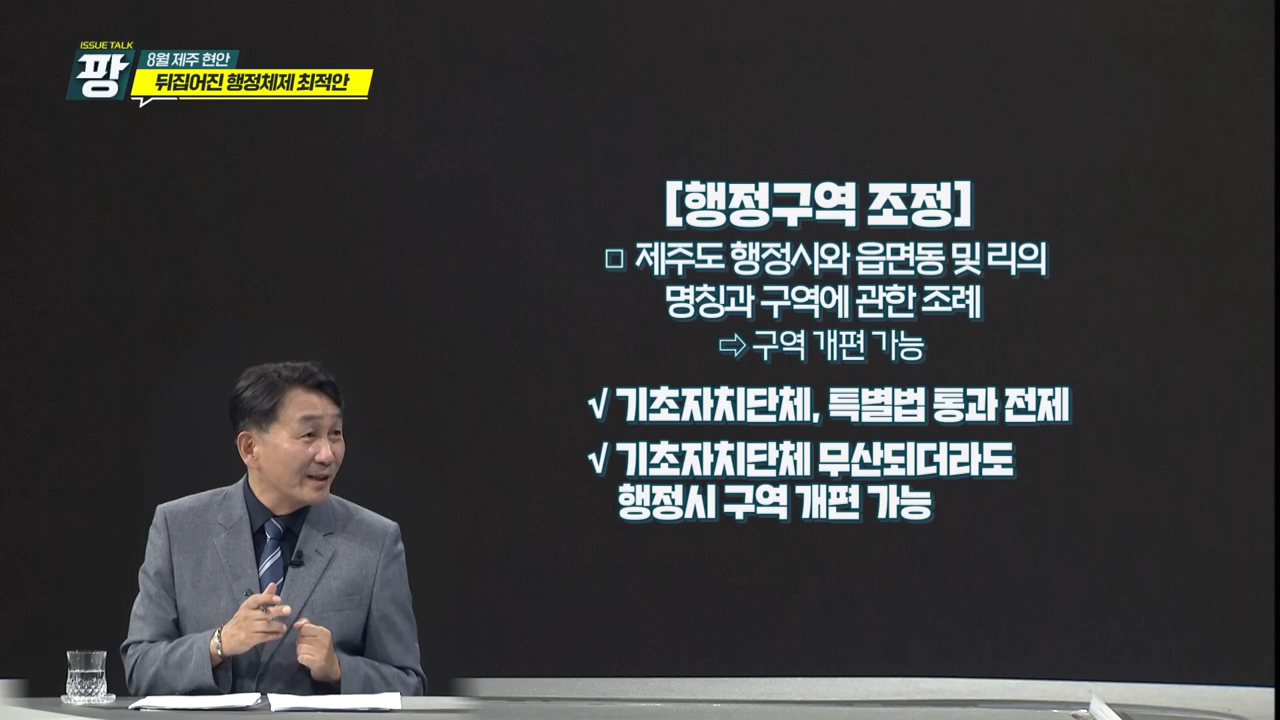 ISSUE TALK
팡
8월 제주 현안
뒤집어진 행정체제 최적안
[행정구역 조정]
□ 제주도 행정시와 읍면동 및 리의
명칭과 구역에 관한 조례
⇨ 구역 개편 가능
√ 기초자치단체, 특별법 통과 전제
√ 기초자치단체 무산되더라도
행정시 구역 개편 가능